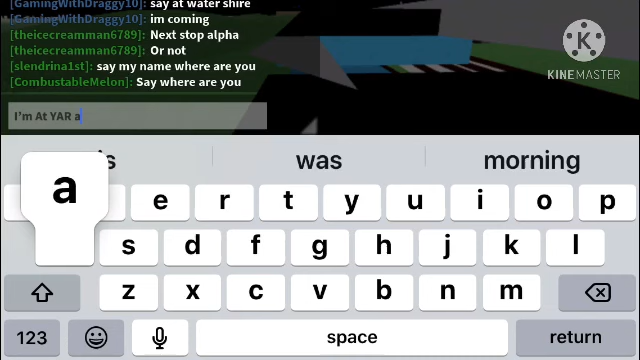 [GamingWithDraggy10]: say at water shire
[GamingWithDraggy10]: im coming
[theicecreamman6789]: Next stop alpha
[theicecreamman6789]: Or not
[slendrina1st]: say my name where are you
[CombustableMelon]: Say where are you
KINEMASTER
I'm At YAR a
is was morning
a
e r t y u i o p
s d f g h j k l
z x c v b n m
123 space return